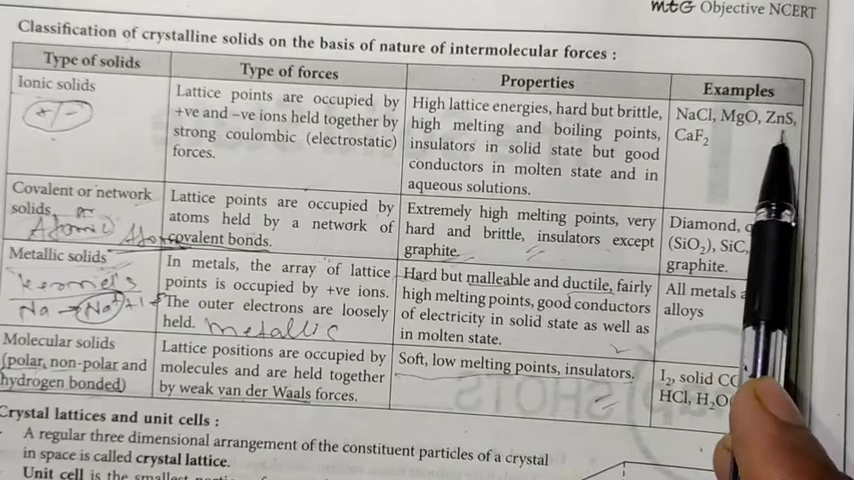 mtG Objective NCERT
Classification of crystalline solids on the basis of nature of intermolecular forces :
Type of solids
Type of forces
Properties
Examples
Ionic solids
+ -
Lattice points are occupied by
+ve and –ve ions held together by
strong coulombic (electrostatic)
forces.
High lattice energies, hard but brittle,
high melting and boiling points,
insulators in solid state but good
conductors in molten state and in
aqueous solutions.
NaCl, MgO, ZnS,
CaF₂
Covalent or network
solids or
Atomic
Lattice points are occupied by
atoms held by a network of
covalent bonds.
Extremely high melting points, very
hard and brittle, insulators except
graphite.
Diamond,
(SiO₂), SiC,
graphite.
Metallic solids
Na → Na⁺
In metals, the array of lattice
points is occupied by +ve ions.
The outer electrons are loosely
held. metallic
Hard but malleable and ductile, fairly
high melting points, good conductors
of electricity in solid state as well as
in molten state.
All metals
alloys
Molecular solids
(polar, non-polar and
hydrogen bonded)
Lattice positions are occupied by
molecules and are held together
by weak van der Waals forces.
Soft, low melting points, insulators.
I₂, solid
HCl,
SHOTS
Crystal lattices and unit cells :
A regular three dimensional arrangement of the constituent particles of a crystal
in space is called crystal lattice.
Unit cell is the smallest